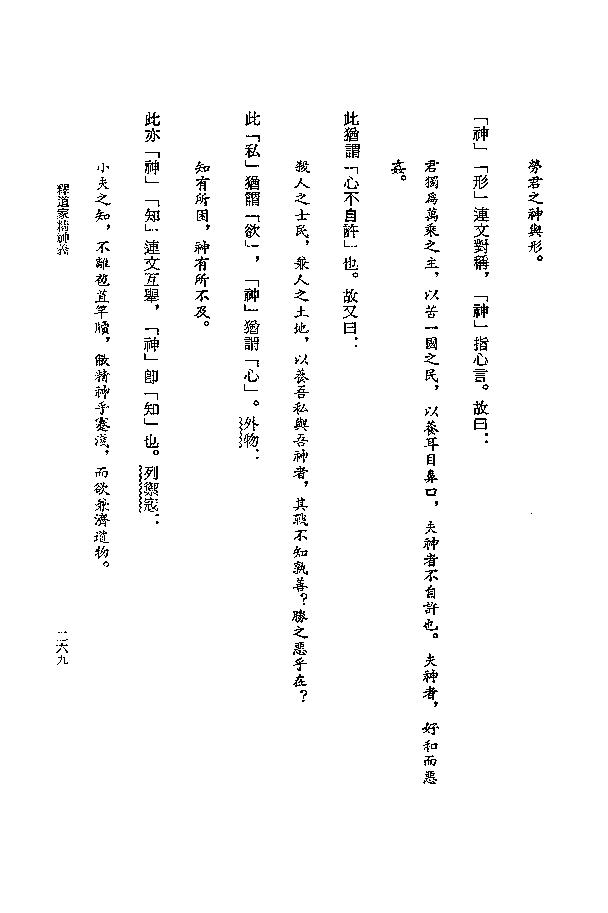 勞君之神與形。
「神」「形」連文對稱，「神」指心言。故曰：
君獨為萬乘之主，以苦一國之民，以養耳目鼻口，夫神者不自許也。夫神者，好和而惡
姦。
此猶謂「心不自許」也。故又曰：
殺人之士民，兼人之土地，以養吾私與吾神者，其戰不知孰善？勝之惡乎在？
此「私」猶謂「欲」，「神」猶謂「心」。外物：
知有所困，神有所不及。
此亦「神」「知」連文互舉，「神」卽「知」也。列禦寇：
小夫之知，不離苞苴竿牘，敝精神乎蹇淺，而欲兼濟道物。
釋道家精神義
二六九